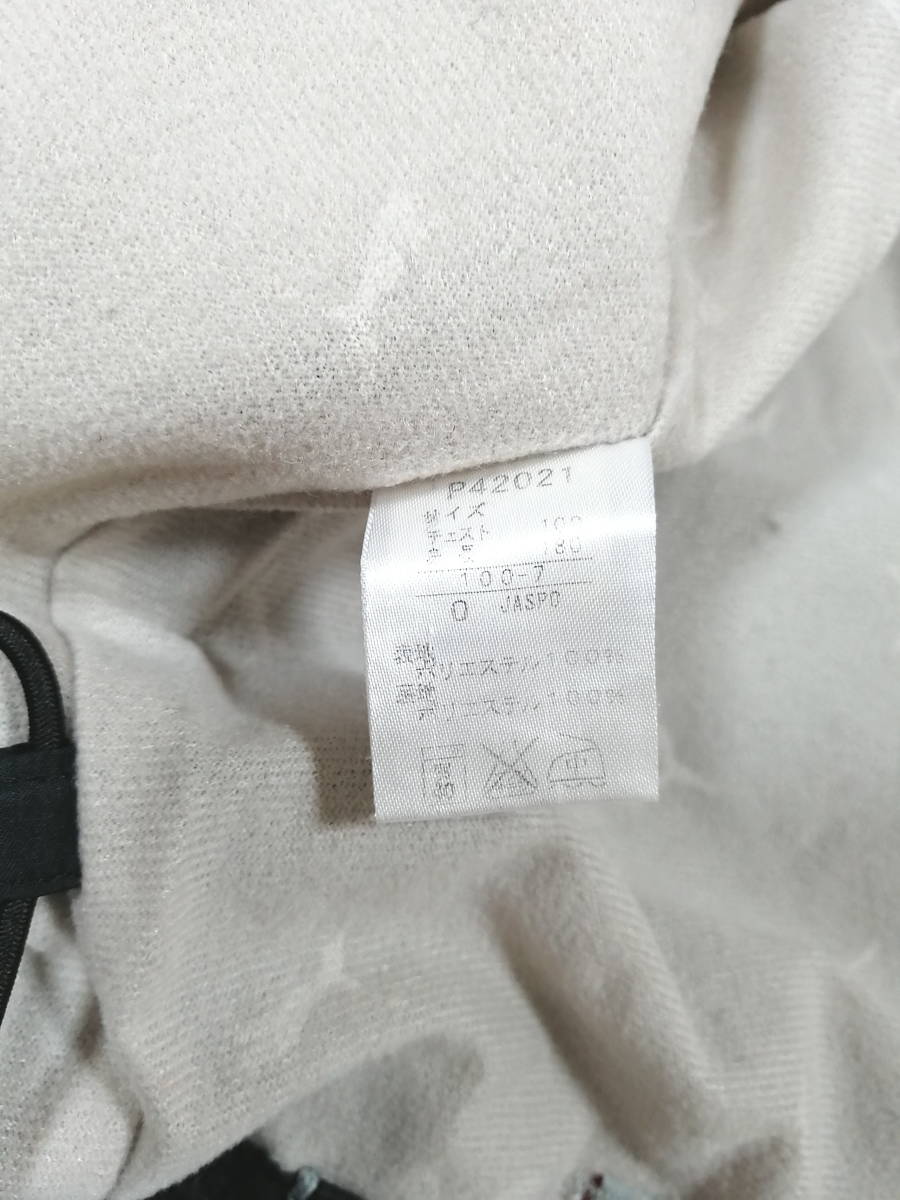 P42021
サイズ
チェスト 100
身長 180
100-7
O JASPO
表地
ポリエステル100%
裏地
ポリエステル100%